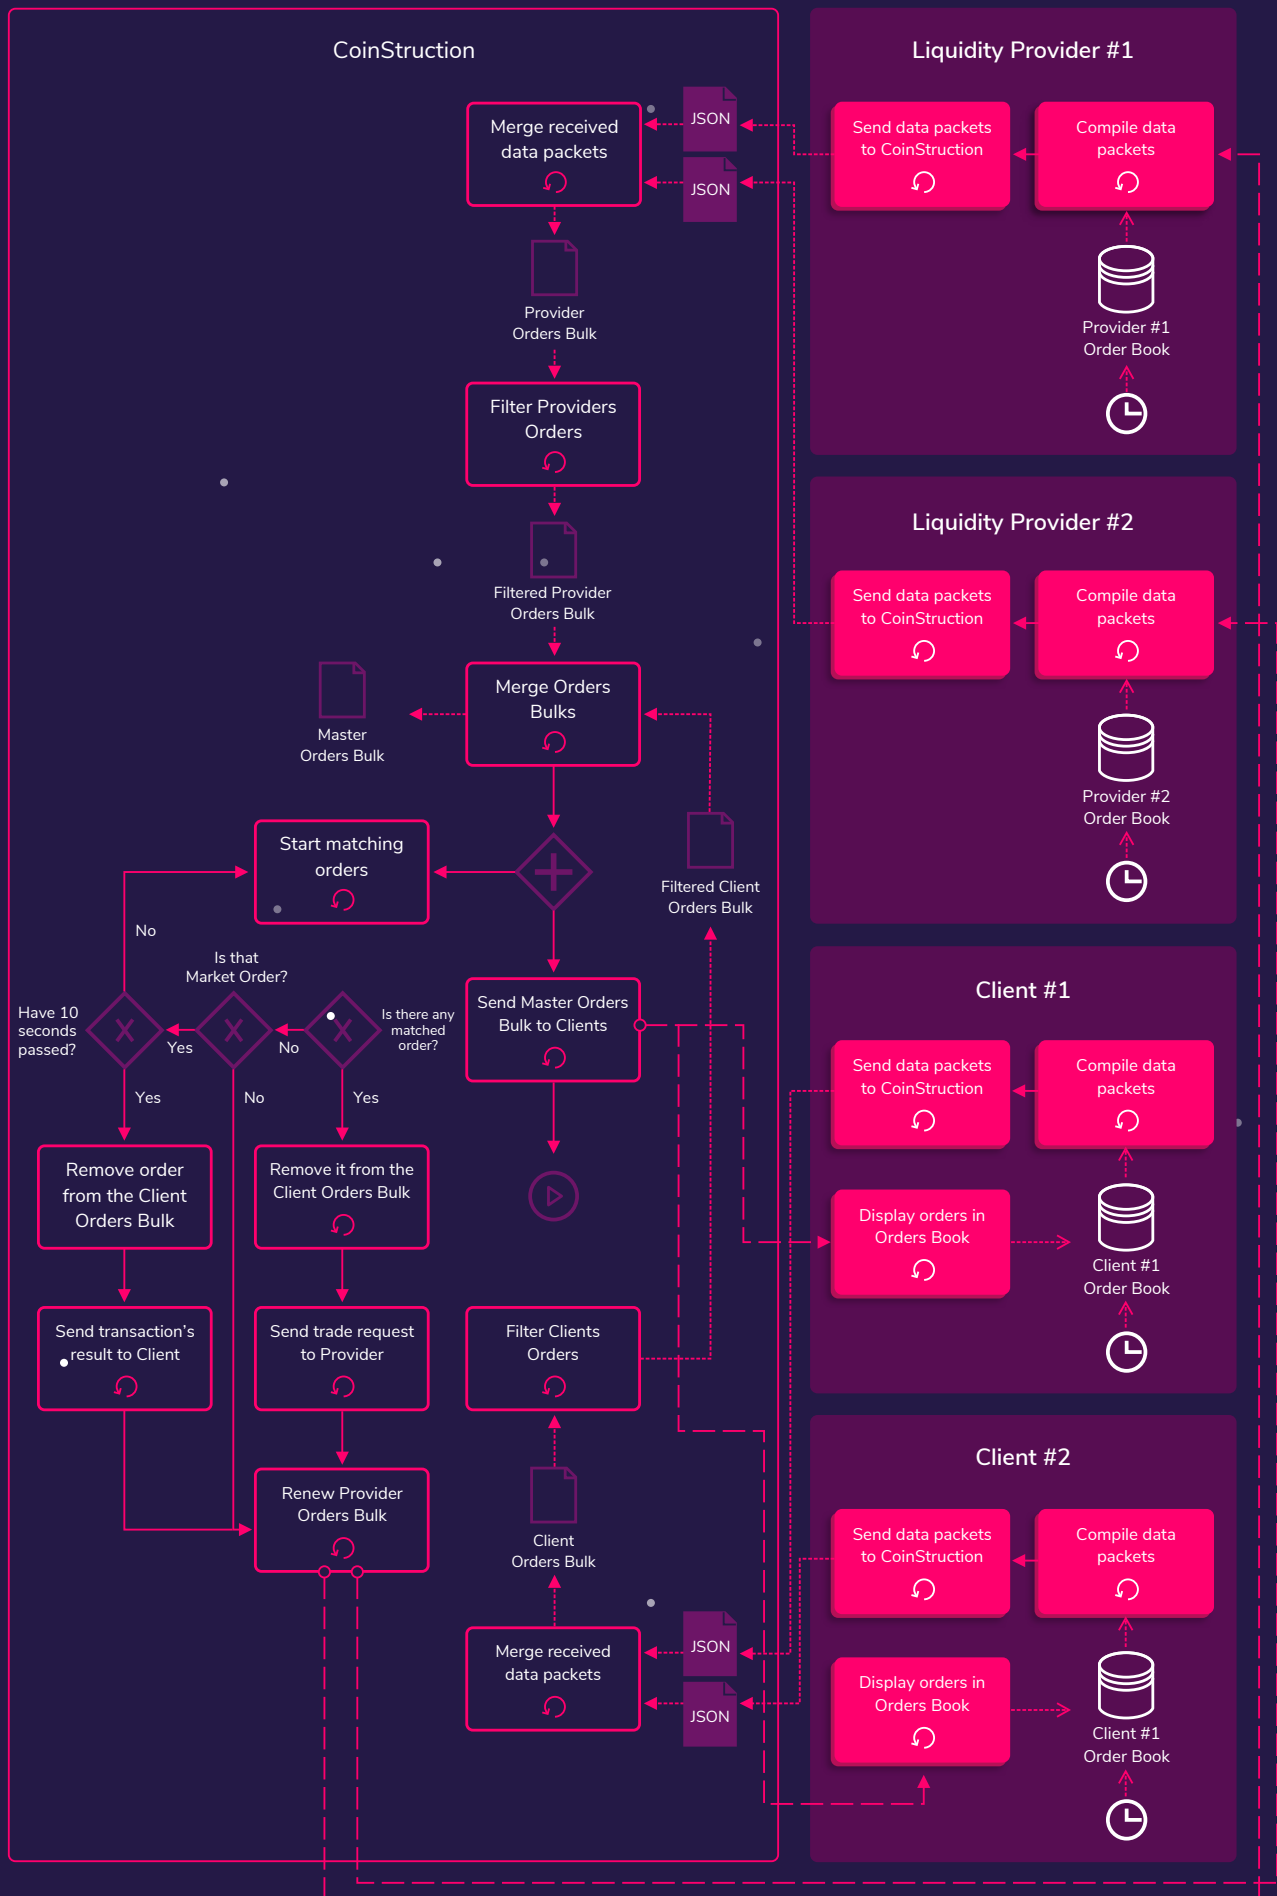 CoinStruction
Merge received
data packets
JSON
JSON
Provider
Orders Bulk
Filter Providers
Orders
Filtered Provider
Orders Bulk
Merge Orders
Bulks
Master
Orders Bulk
Start matching
orders
Filtered Client
Orders Bulk
No
Is that
Market Order?
Have 10
seconds
passed?
Yes
No
Is there any
matched
order?
Send Master Orders
Bulk to Clients
Yes
No
Yes
Remove order
from the Client
Orders Bulk
Remove it from the
Client Orders Bulk
Send transaction’s
result to Client
Send trade request
to Provider
Filter Clients
Orders
Renew Provider
Orders Bulk
Client
Orders Bulk
Merge received
data packets
JSON
JSON
Liquidity Provider #1
Send data packets
to CoinStruction
Compile data
packets
Provider #1
Order Book
Liquidity Provider #2
Send data packets
to CoinStruction
Compile data
packets
Provider #2
Order Book
Client #1
Send data packets
to CoinStruction
Compile data
packets
Display orders in
Orders Book
Client #1
Order Book
Client #2
Send data packets
to CoinStruction
Compile data
packets
Display orders in
Orders Book
Client #1
Order Book